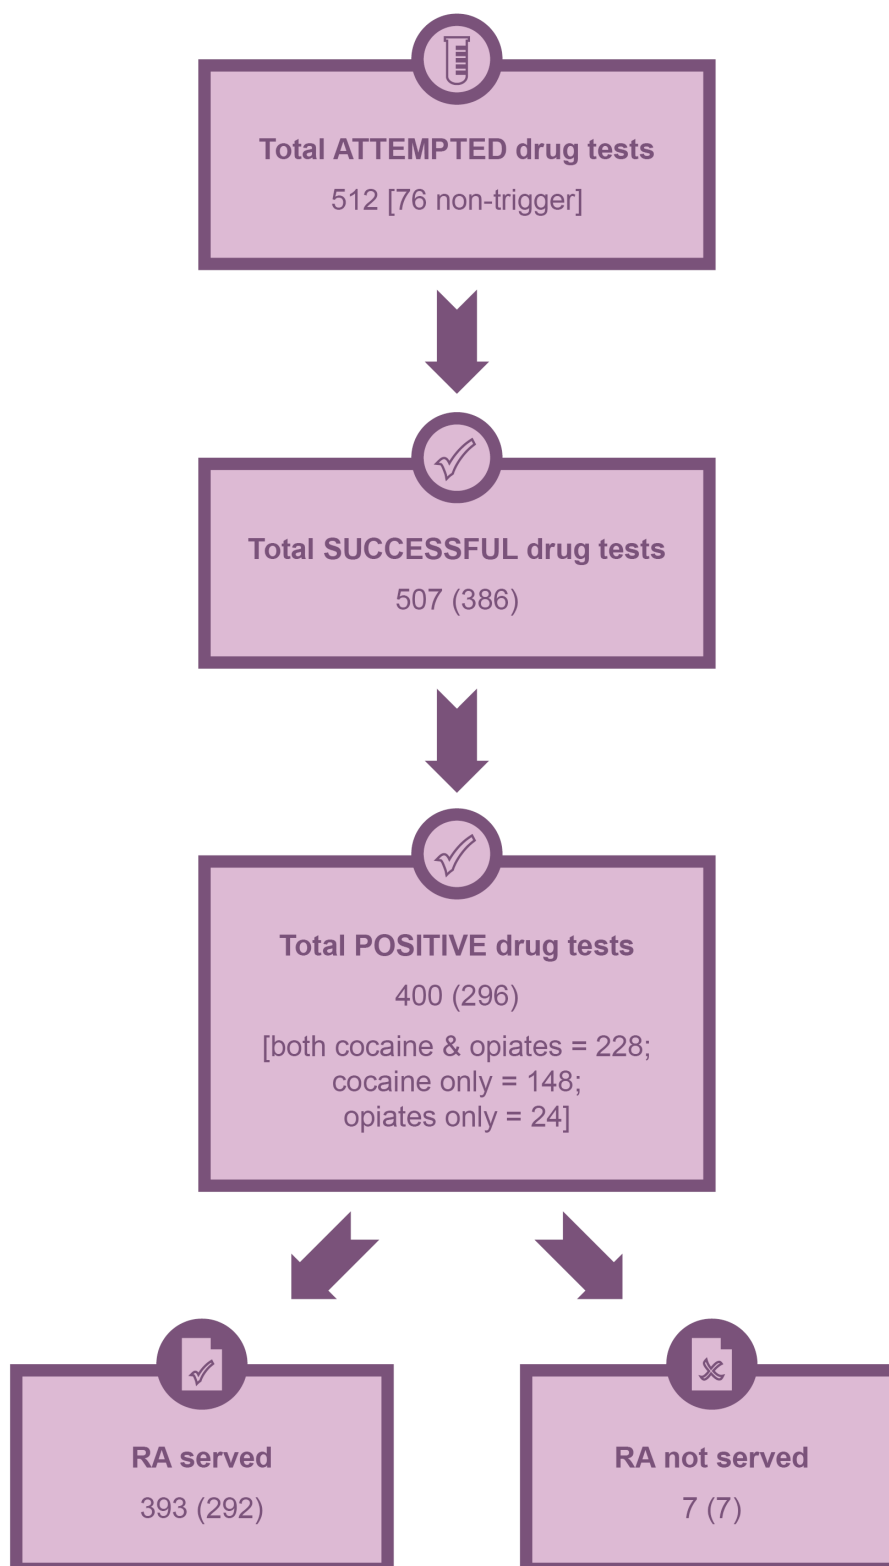 Total ATTEMPTED drug tests
512 [76 non-trigger]
Total SUCCESSFUL drug tests
507 (386)
Total POSITIVE drug tests
400 (296)
[both cocaine & opiates = 228;
cocaine only = 148;
opiates only = 24]
RA served
393 (292)
RA not served
7 (7)